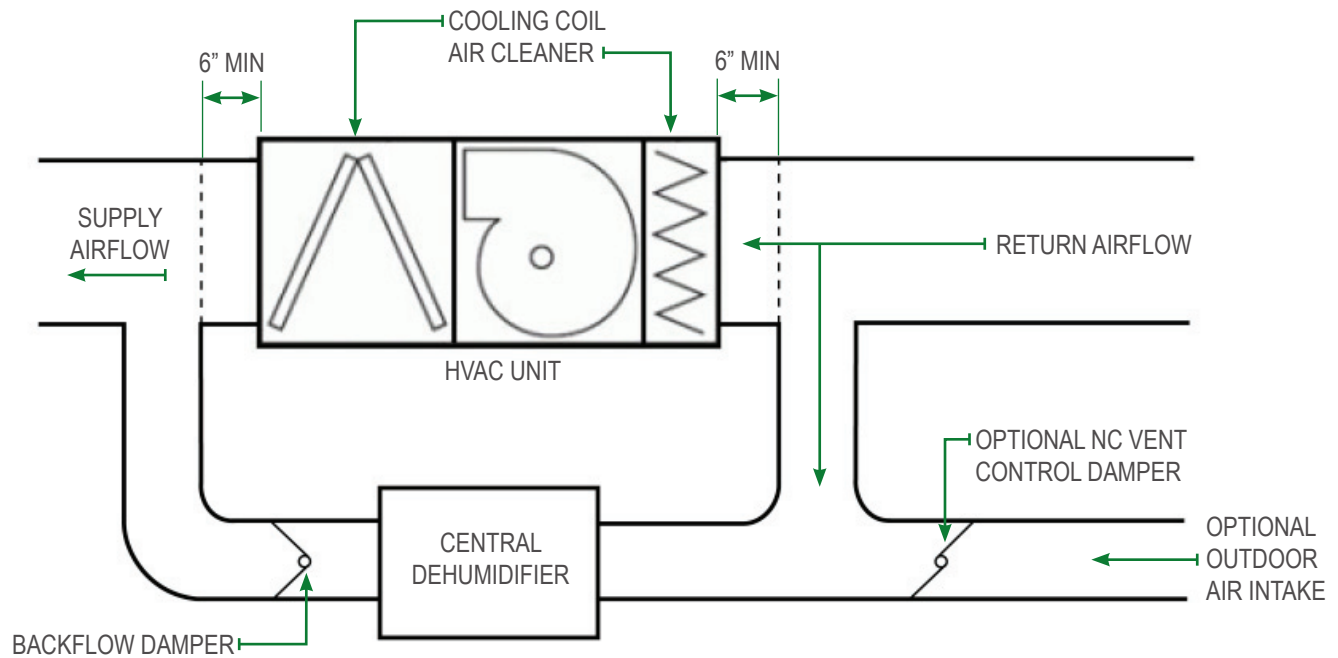 COOLING COIL
AIR CLEANER
6” MIN
6” MIN
SUPPLY
AIRFLOW
RETURN AIRFLOW
HVAC UNIT
OPTIONAL NC VENT
CONTROL DAMPER
CENTRAL
DEHUMIDIFIER
OPTIONAL
OUTDOOR
AIR INTAKE
BACKFLOW DAMPER